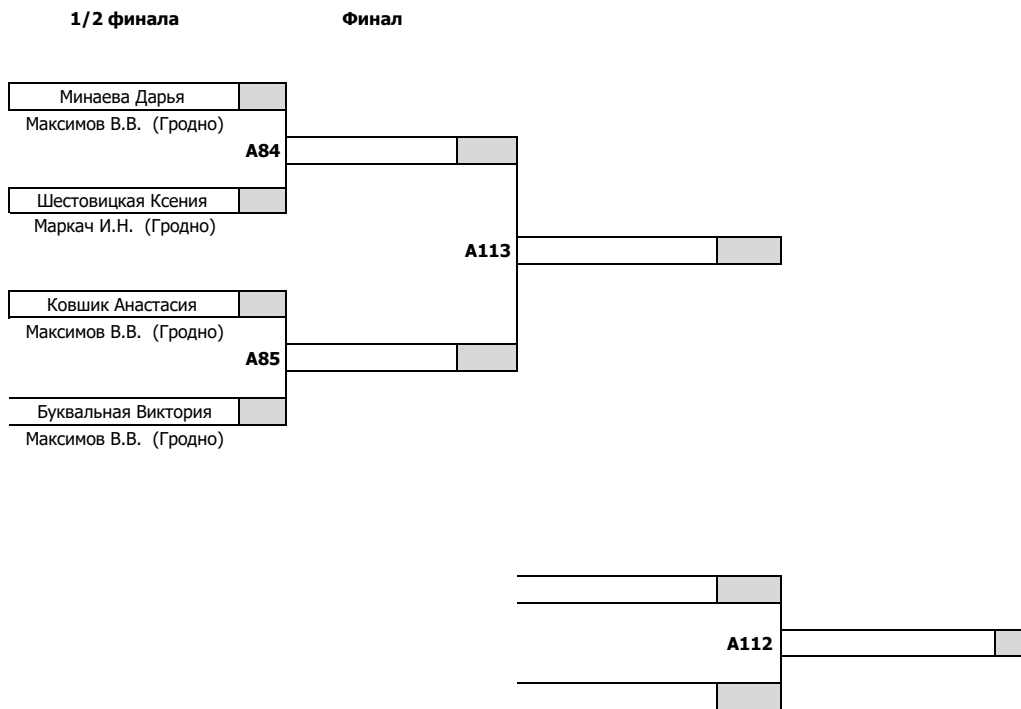 1/2 финала Финал
Минаева Дарья
Максимов В.В. (Гродно)
А84
Шестовицкая Ксения
Маркач И.Н. (Гродно)
А113
Ковшик Анастасия
Максимов В.В. (Гродно)
А85
Буквальная Виктория
Максимов В.В. (Гродно)
А112